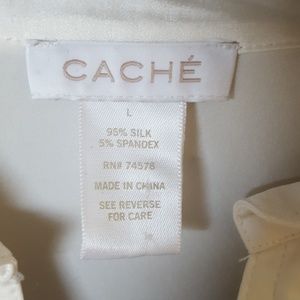 CACHÉ
L
95% SILK
5% SPANDEX
RN# 74578
MADE IN CHINA
SEE REVERSE
FOR CARE